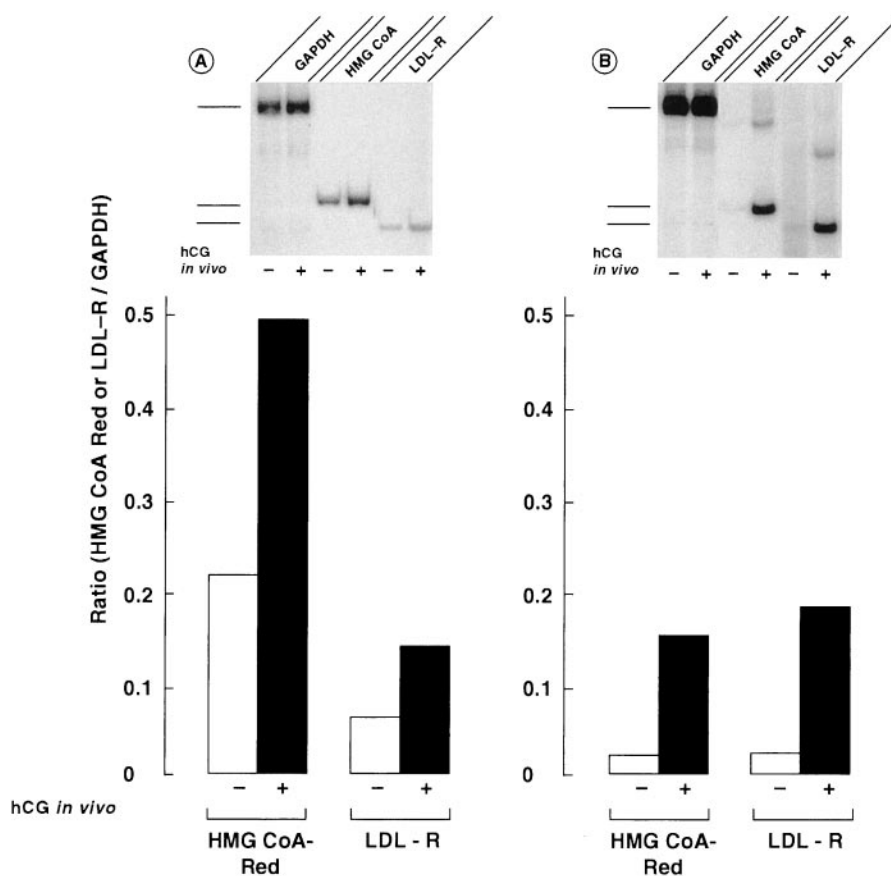 A
GAPDH
HMG CoA
LDL–R
hCG
in vivo
– + – + – +
B
GAPDH
HMG CoA
LDL–R
hCG
in vivo
– + – + – +
Ratio (HMG CoA Red or LDL–R / GAPDH)
0.5
0.4
0.3
0.2
0.1
0
hCG in vivo
– + – +
HMG CoA-
Red
LDL - R
0.5
0.4
0.3
0.2
0.1
0
– + – +
HMG CoA-
Red
LDL - R